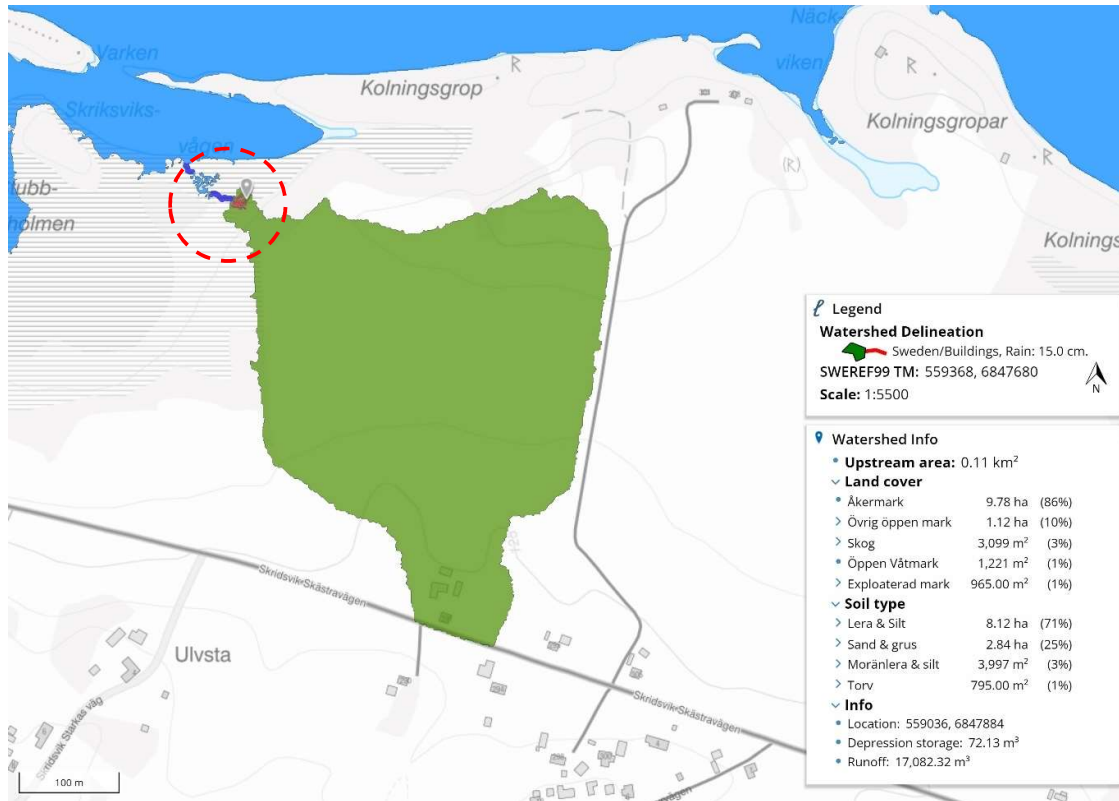 Varken
Skriksviks-
vågen
Kolningsgrop
R
Näck-
viken
R
Kolningsgropar
R
(R)
holmen
Kolnings
Legend
Watershed Delineation
Sweden/Buildings, Rain: 15.0 cm.
SWEREF99 TM: 559368, 6847680
Scale: 1:5500
N
Watershed Info
Upstream area: 0.11 km²
Land cover
Åkermark 9.78 ha (86%)
Övrig öppen mark 1.12 ha (10%)
Skog 3,099 m² (3%)
Öppen Våtmark 1,221 m² (1%)
Exploaterad mark 965.00 m² (1%)
Soil type
Lera & Silt 8.12 ha (71%)
Sand & grus 2.84 ha (25%)
Moränlera & silt 3,997 m² (3%)
Torv 795.00 m² (1%)
Info
Location: 559036, 6847884
Depression storage: 72.13 m³
Runoff: 17,082.32 m³
Skridsvik Skästravägen
Ulvsta
Skridsvik Skästravägen
Skridsvik Starkas väg
100 m